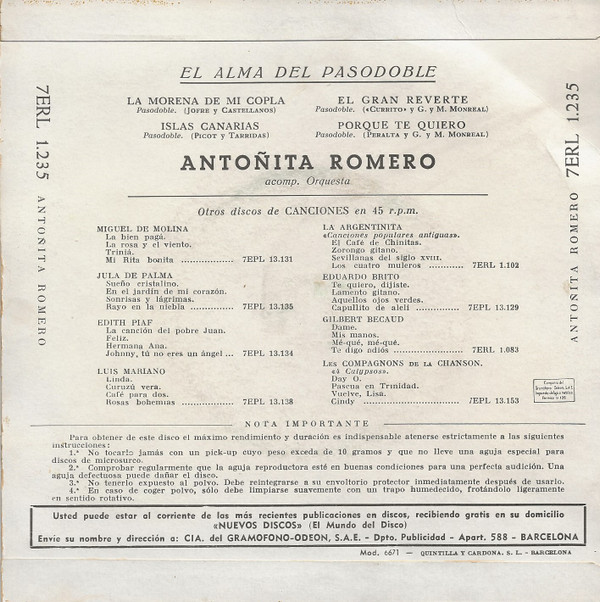 EL ALMA DEL PASODOBLE
LA MORENA DE MI COPLA
Pasodoble. (Jofre y Castellanos)
EL GRAN REVERTE
Pasodoble. («Currito» y G. y M. Monreal)
ISLAS CANARIAS
Pasodoble. (Picot y Tarridas)
PORQUE TE QUIERO
Pasodoble. (Peralta y G. y M. Monreal)
ANTOÑITA ROMERO
acomp. Orquesta
7ERL 1.235 ANTOÑITA ROMERO
Otros discos de CANCIONES en 45 r.p.m.
MIGUEL DE MOLINA
La bien pagá.
La rosa y el viento.
Triniá.
Mi Rita bonita .................... 7EPL 13.131
JULA DE PALMA
Sueño cristalino.
En el jardín de mi corazón.
Sonrisas y lágrimas.
Rayo en la niebla ............... 7EPL 13.135
EDITH PIAF
La canción del pobre Juan.
Feliz.
Hermana Ana.
Johnny, tú no eres un ángel ... 7EPL 13.134
LUIS MARIANO
Linda.
Curuzú vera.
Café para dos.
Rosas bohemias .................. 7EPL 13.138
LA ARGENTINITA
«Canciones populares antiguas».
El Café de Chinitas.
Zorongo gitano.
Sevillanas del siglo XVIII.
Los cuatro muleros ............. 7ERL 1.102
EDUARDO BRITO
Te quiero, dijiste.
Lamento gitano.
Aquellos ojos verdes.
Capullito de alelí ............... 7EPL 13.129
GILBERT BECAUD
Dame.
Mis manos.
Mé-qué, mé-qué.
Te digo adiós .................... 7ERL 1.083
Les COMPAGNONS DE LA CHANSON.
«4 Calypsos».
Day O.
Pascua en Trinidad.
Vuelve, Lisa.
Cindy ............................. 7EPL 13.153
7ERL 1.235
ANTOÑITA ROMERO
NOTA IMPORTANTE
Para obtener de este disco el máximo rendimiento y duración es indispensable atenerse estrictamente a las siguientes
instrucciones:
1.ª No tocarlo jamás con un pick-up cuyo peso exceda de 10 gramos y que no lleve una aguja especial para
discos de microsurco.
2.ª Comprobar regularmente que la aguja reproductora esté en buenas condiciones para una perfecta audición. Una
aguja defectuosa puede dañar el disco.
3.ª No tenerlo expuesto al polvo. Debe reintegrarse a su envoltorio protector inmediatamente después de usarlo.
4.ª En caso de coger polvo, sólo debe limpiarse suavemente con un trapo humedecido, frotándolo ligeramente
en sentido rotativo.
Usted puede estar al corriente de las más recientes publicaciones en discos, recibiendo gratis en su domicilio
«NUEVOS DISCOS» (El Mundo del Disco)
Envíe su nombre y dirección a: CIA. del GRAMOFONO-ODEON, S.A.E. - Dpto. Publicidad - Apart. 588 - BARCELONA
Mod. 6671 — QUINTILLA Y CARDONA. S. L. - BARCELONA